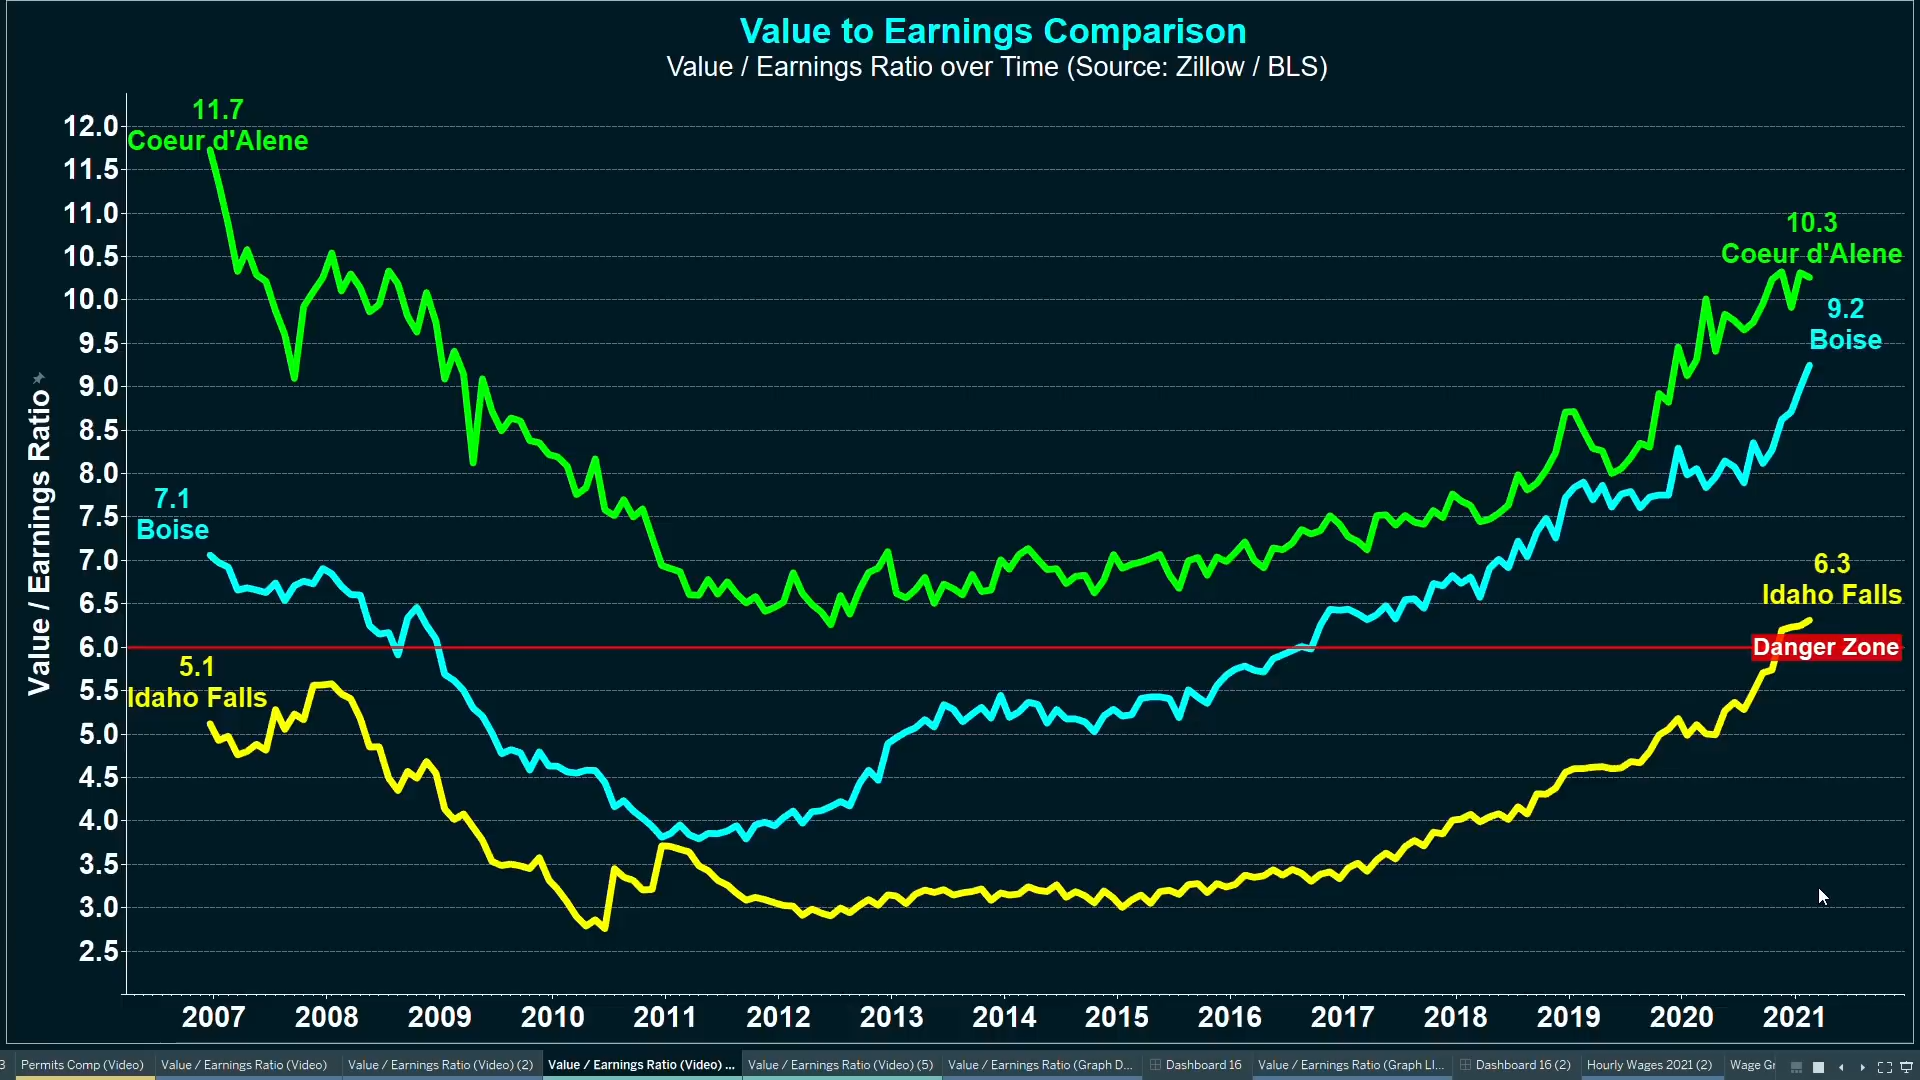 Value to Earnings Comparison
Value / Earnings Ratio over Time (Source: Zillow / BLS)
Value / Earnings Ratio
12.0
11.5
11.0
10.5
10.0
9.5
9.0
8.5
8.0
7.5
7.0
6.5
6.0
5.5
5.0
4.5
4.0
3.5
3.0
2.5
11.7
Coeur d'Alene
7.1
Boise
5.1
Idaho Falls
10.3
Coeur d'Alene
9.2
Boise
6.3
Idaho Falls
Danger Zone
2007 2008 2009 2010 2011 2012 2013 2014 2015 2016 2017 2018 2019 2020 2021
3 Permits Comp (Video) Value / Earnings Ratio (Video) Value / Earnings Ratio (Video) (2) Value / Earnings Ratio (Video) ... Value / Earnings Ratio (Video) (5) Value / Earnings Ratio (Graph D... Dashboard 16 Value / Earnings Ratio (Graph LI... Dashboard 16 (2) Hourly Wages 2021 (2) Wage Gr